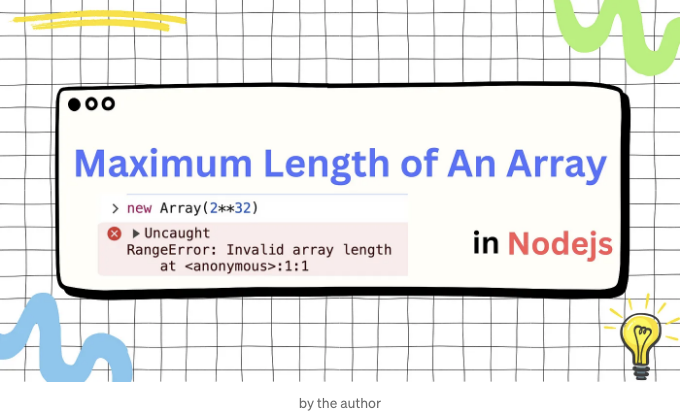 Maximum Length of An Array
> new Array(2**32)
Uncaught
RangeError: Invalid array length
at <anonymous>:1:1
in Nodejs
by the author